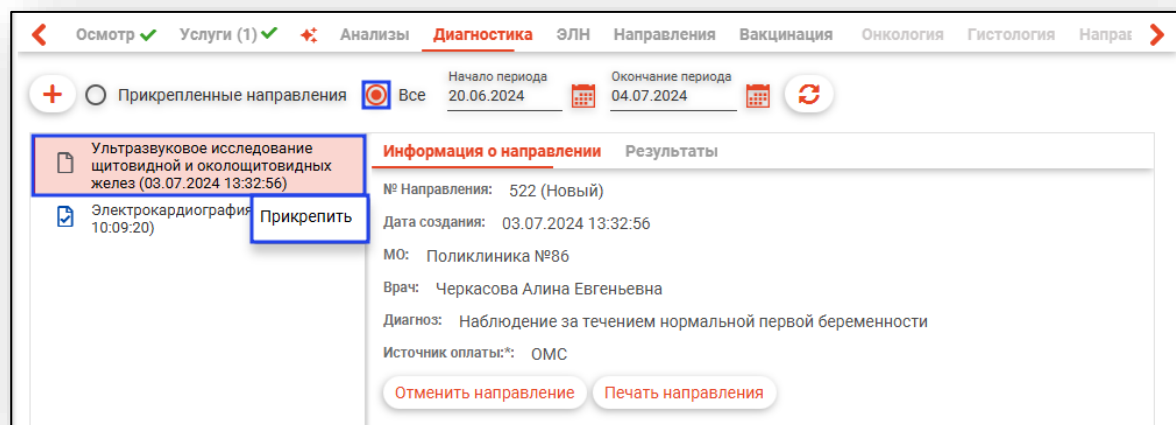 Осмотр Услуги (1) Анализы Диагностика ЭЛН Направления Вакцинация Онкология Гистология
Прикрепленные направления Все
Начало периода
20.06.2024
Окончание периода
04.07.2024
Ультразвуковое исследование
щитовидной и околощитовидных
желез (03.07.2024 13:32:56)
Электрокардиография
10:09:20)
Прикрепить
Информация о направлении Результаты
№ Направления: 522 (Новый)
Дата создания: 03.07.2024 13:32:56
МО: Поликлиника №86
Врач: Черкасова Алина Евгеньевна
Диагноз: Наблюдение за течением нормальной первой беременности
Источник оплаты:*: ОМС
Отменить направление Печать направления